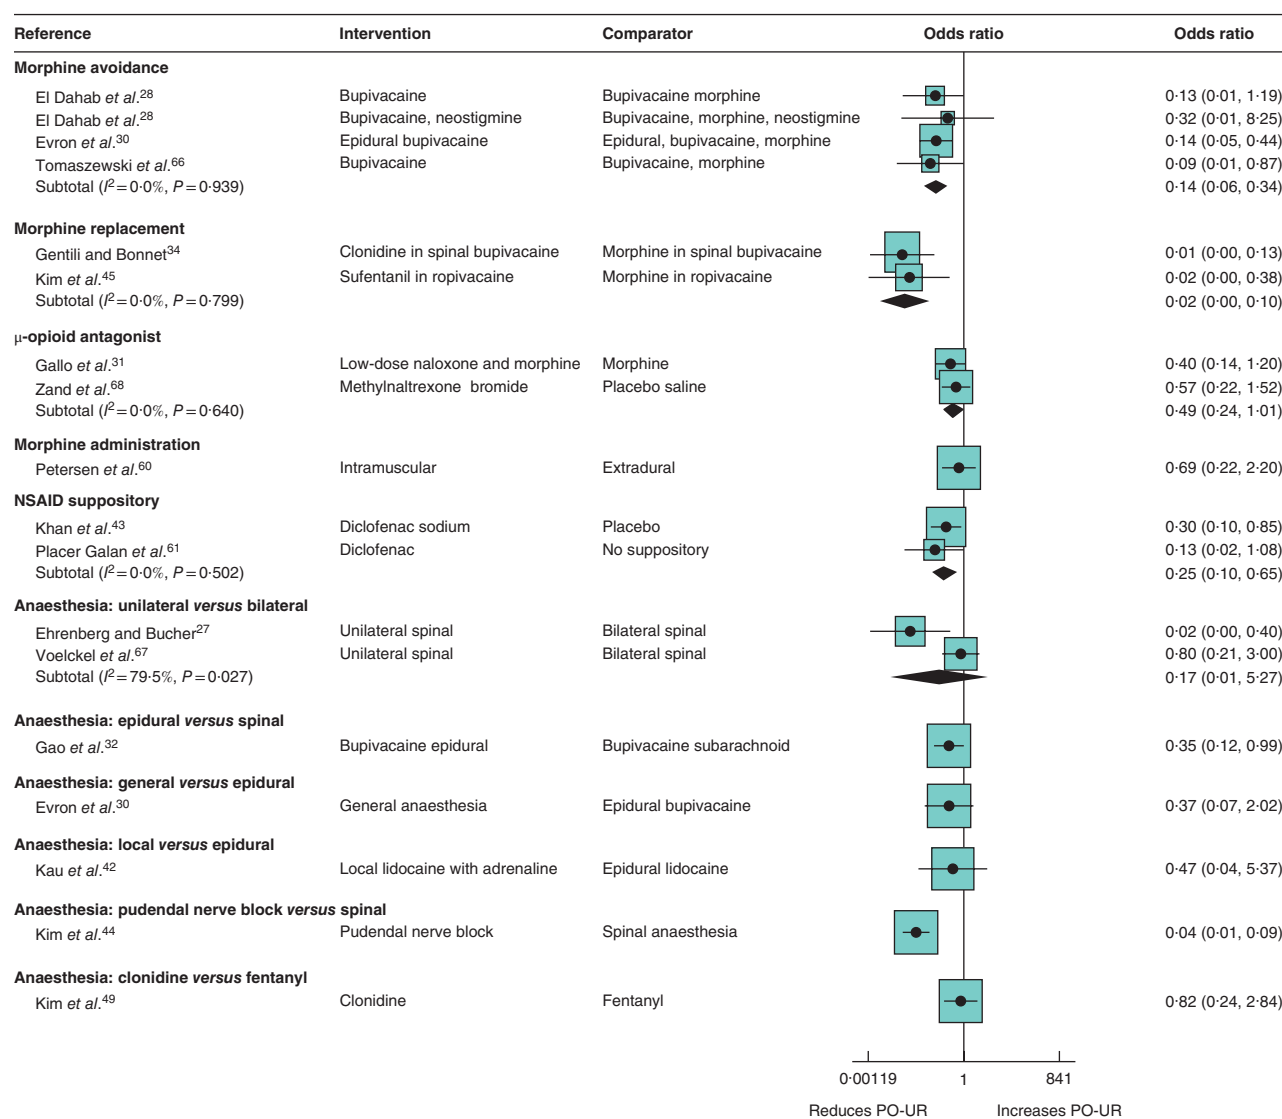 Reference Intervention Comparator Odds ratio Odds ratio
Morphine avoidance
El Dahab et al.28 Bupivacaine Bupivacaine morphine 0·13 (0·01, 1·19)
El Dahab et al.28 Bupivacaine, neostigmine Bupivacaine, morphine, neostigmine 0·32 (0·01, 8·25)
Evron et al.30 Epidural bupivacaine Epidural, bupivacaine, morphine 0·14 (0·05, 0·44)
Tomaszewski et al.66 Bupivacaine Bupivacaine, morphine 0·09 (0·01, 0·87)
Subtotal (I2 = 0·0%, P = 0·939) 0·14 (0·06, 0·34)
Morphine replacement
Gentili and Bonnet34 Clonidine in spinal bupivacaine Morphine in spinal bupivacaine 0·01 (0·00, 0·13)
Kim et al.45 Sufentanil in ropivacaine Morphine in ropivacaine 0·02 (0·00, 0·38)
Subtotal (I2 = 0·0%, P = 0·799) 0·02 (0·00, 0·10)
μ-opioid antagonist
Gallo et al.31 Low-dose naloxone and morphine Morphine 0·40 (0·14, 1·20)
Zand et al.68 Methylnaltrexone bromide Placebo saline 0·57 (0·22, 1·52)
Subtotal (I2 = 0·0%, P = 0·640) 0·49 (0·24, 1·01)
Morphine administration
Petersen et al.60 Intramuscular Extradural 0·69 (0·22, 2·20)
NSAID suppository
Khan et al.43 Diclofenac sodium Placebo 0·30 (0·10, 0·85)
Placer Galan et al.61 Diclofenac No suppository 0·13 (0·02, 1·08)
Subtotal (I2 = 0·0%, P = 0·502) 0·25 (0·10, 0·65)
Anaesthesia: unilateral versus bilateral
Ehrenberg and Bucher27 Unilateral spinal Bilateral spinal 0·02 (0·00, 0·40)
Voelckel et al.67 Unilateral spinal Bilateral spinal 0·80 (0·21, 3·00)
Subtotal (I2 = 79·5%, P = 0·027) 0·17 (0·01, 5·27)
Anaesthesia: epidural versus spinal
Gao et al.32 Bupivacaine epidural Bupivacaine subarachnoid 0·35 (0·12, 0·99)
Anaesthesia: general versus epidural
Evron et al.30 General anaesthesia Epidural bupivacaine 0·37 (0·07, 2·02)
Anaesthesia: local versus epidural
Kau et al.42 Local lidocaine with adrenaline Epidural lidocaine 0·47 (0·04, 5·37)
Anaesthesia: pudendal nerve block versus spinal
Kim et al.44 Pudendal nerve block Spinal anaesthesia 0·04 (0·01, 0·09)
Anaesthesia: clonidine versus fentanyl
Kim et al.49 Clonidine Fentanyl 0·82 (0·24, 2·84)
0·00119 1 841
Reduces PO-UR Increases PO-UR